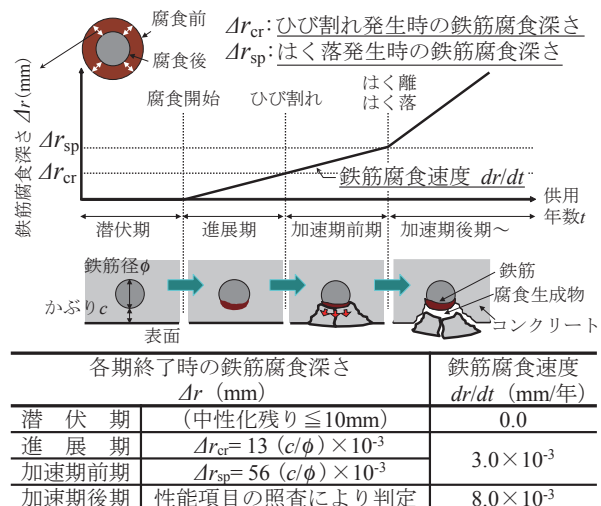 腐食前
腐食後
Δr_cr:ひび割れ発生時の鉄筋腐食深さ
Δr_sp:はく落発生時の鉄筋腐食深さ
鉄筋腐食深さ Δr(mm)
腐食開始
ひび割れ
はく離
はく落
Δr_sp
Δr_cr
鉄筋腐食速度 dr/dt
供用
年数t
潜伏期
進展期
加速期前期
加速期後期~
鉄筋径ϕ
かぶりc
表面
鉄筋
腐食生成物
コンクリート
各期終了時の鉄筋腐食深さ 鉄筋腐食速度
Δr(mm) dr/dt(mm/年)
潜 伏 期 (中性化残り≦10mm) 0.0
進 展 期 Δr_cr= 13 (c/ϕ) ×10⁻³ 3.0×10⁻³
加速期前期 Δr_sp= 56 (c/ϕ) ×10⁻³
加速期後期 性能項目の照査により判定 8.0×10⁻³